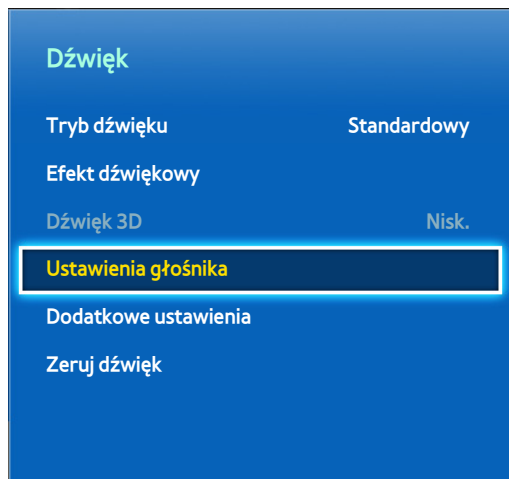 Dźwięk
Tryb dźwięku Standardowy
Efekt dźwiękowy
Dźwięk 3D Nisk.
Ustawienia głośnika
Dodatkowe ustawienia
Zeruj dźwięk